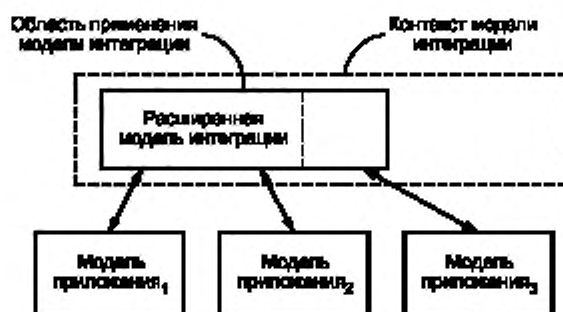 Область применения
модели интеграции
Контекст модели
интеграции
Расширенная
модель интеграции
Модель
приложения1
Модель
приложения2
Модель
приложения3